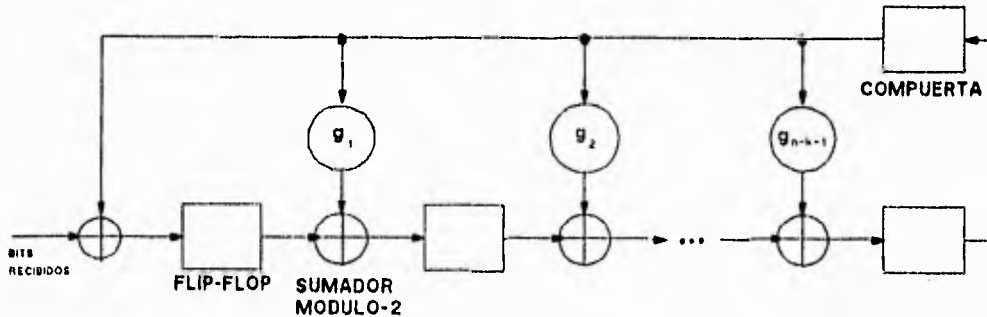 COMPUERTA
g1
g2
gn-k-1
BITS
RECIBIDOS
FLIP-FLOP
SUMADOR
MODULO-2
...